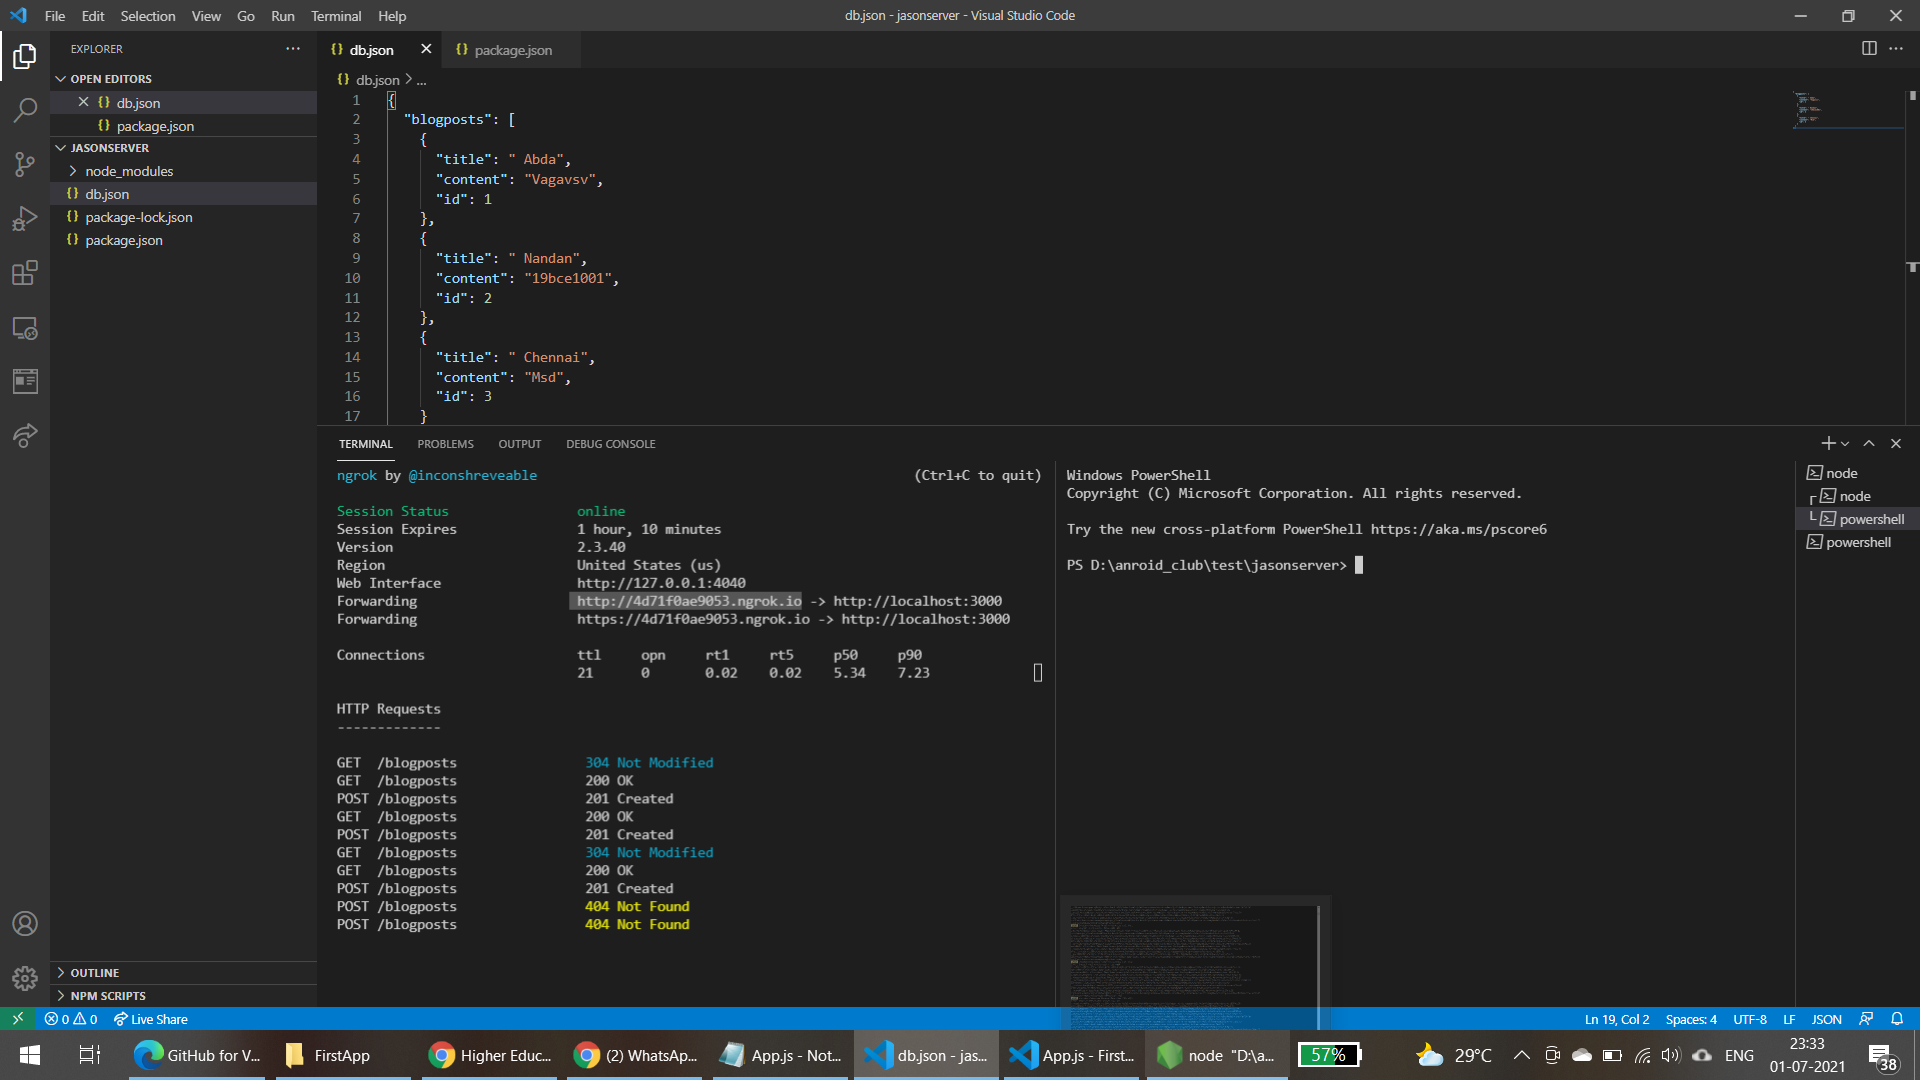 File Edit Selection View Go Run Terminal Help
db.json - jasonserver - Visual Studio Code
EXPLORER
OPEN EDITORS
db.json
package.json
JASONSERVER
node_modules
db.json
package-lock.json
package.json
OUTLINE
NPM SCRIPTS
db.json
package.json
db.json > ...
1 {
2 "blogposts": [
3 {
4 "title": " Abda",
5 "content": "Vagavsv",
6 "id": 1
7 },
8 {
9 "title": " Nandan",
10 "content": "19bce1001",
11 "id": 2
12 },
13 {
14 "title": " Chennai",
15 "content": "Msd",
16 "id": 3
17 }
TERMINAL PROBLEMS OUTPUT DEBUG CONSOLE
ngrok by @inconshreveable (Ctrl+C to quit)
Session Status online
Session Expires 1 hour, 10 minutes
Version 2.3.40
Region United States (us)
Web Interface http://127.0.0.1:4040
Forwarding http://4d71f0ae9053.ngrok.io -> http://localhost:3000
Forwarding https://4d71f0ae9053.ngrok.io -> http://localhost:3000
Connections ttl opn rt1 rt5 p50 p90
21 0 0.02 0.02 5.34 7.23
HTTP Requests
-------------
GET /blogposts 304 Not Modified
GET /blogposts 200 OK
POST /blogposts 201 Created
GET /blogposts 200 OK
POST /blogposts 201 Created
GET /blogposts 304 Not Modified
GET /blogposts 200 OK
POST /blogposts 201 Created
POST /blogposts 404 Not Found
POST /blogposts 404 Not Found
Windows PowerShell
Copyright (C) Microsoft Corporation. All rights reserved.
Try the new cross-platform PowerShell https://aka.ms/pscore6
PS D:\anroid_club\test\jasonserver>
node
node
powershell
powershell
0 0 Live Share
Ln 19, Col 2 Spaces: 4 UTF-8 LF JSON
GitHub for V...
FirstApp
Higher Educ...
(2) WhatsAp...
App.js - Not...
db.json - jas...
App.js - First...
node "D:\a...
57%
29°C
ENG
23:33
01-07-2021
38